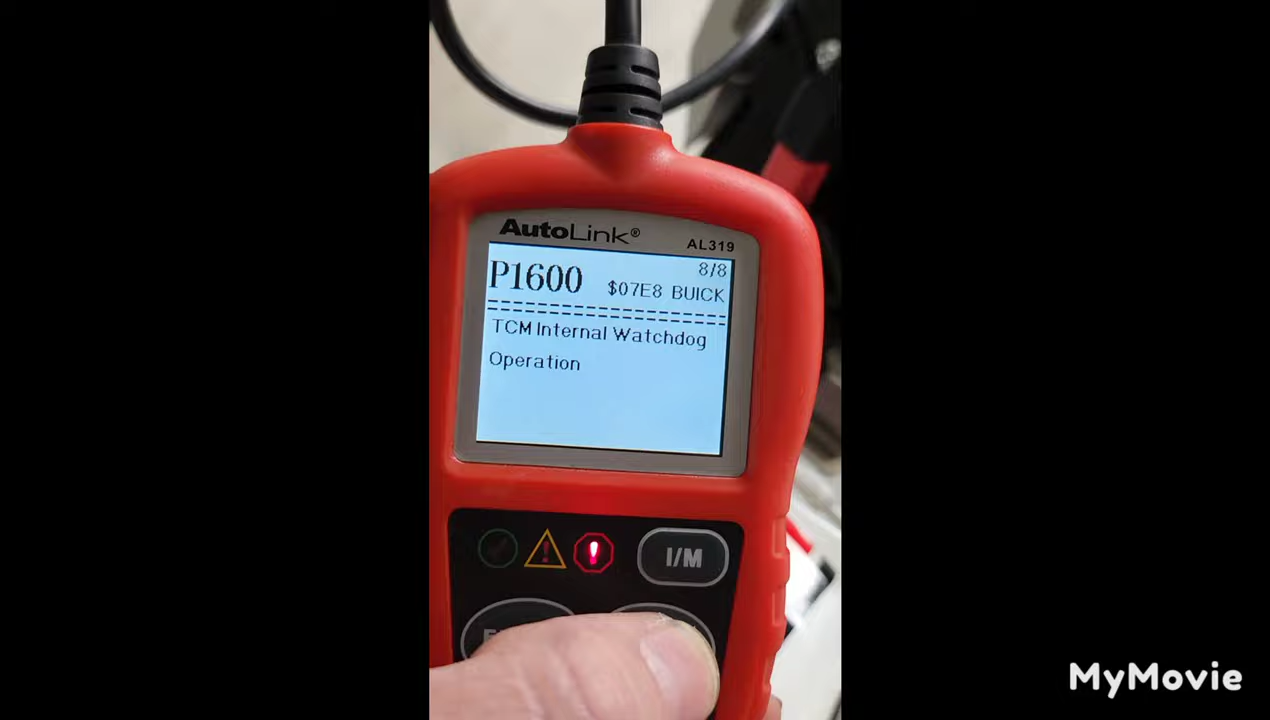 AutoLink®
AL319
8/8
P1600 $07E8 BUICK
TCM Internal Watchdog
Operation
I/M
MyMovie